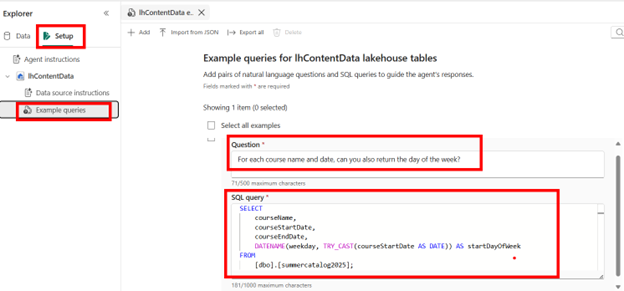 Explorer
lhContentData e...
Data
Setup
Add
Import from JSON
Export all
Delete
Agent instructions
lhContentData
Data source instructions
Example queries
Example queries for lhContentData lakehouse tables
Add pairs of natural language questions and SQL queries to guide the agent's responses.
Fields marked with * are required
Showing 1 item (0 selected)
Select all examples
Question *
For each course name and date, can you also return the day of the week?
71/500 maximum characters
SQL query *
SELECT
courseName,
courseStartDate,
courseEndDate,
DATENAME(weekday, TRY_CAST(courseStartDate AS DATE)) AS startDayOfWeek
FROM
[dbo].[summercatalog2025];
181/1000 maximum characters